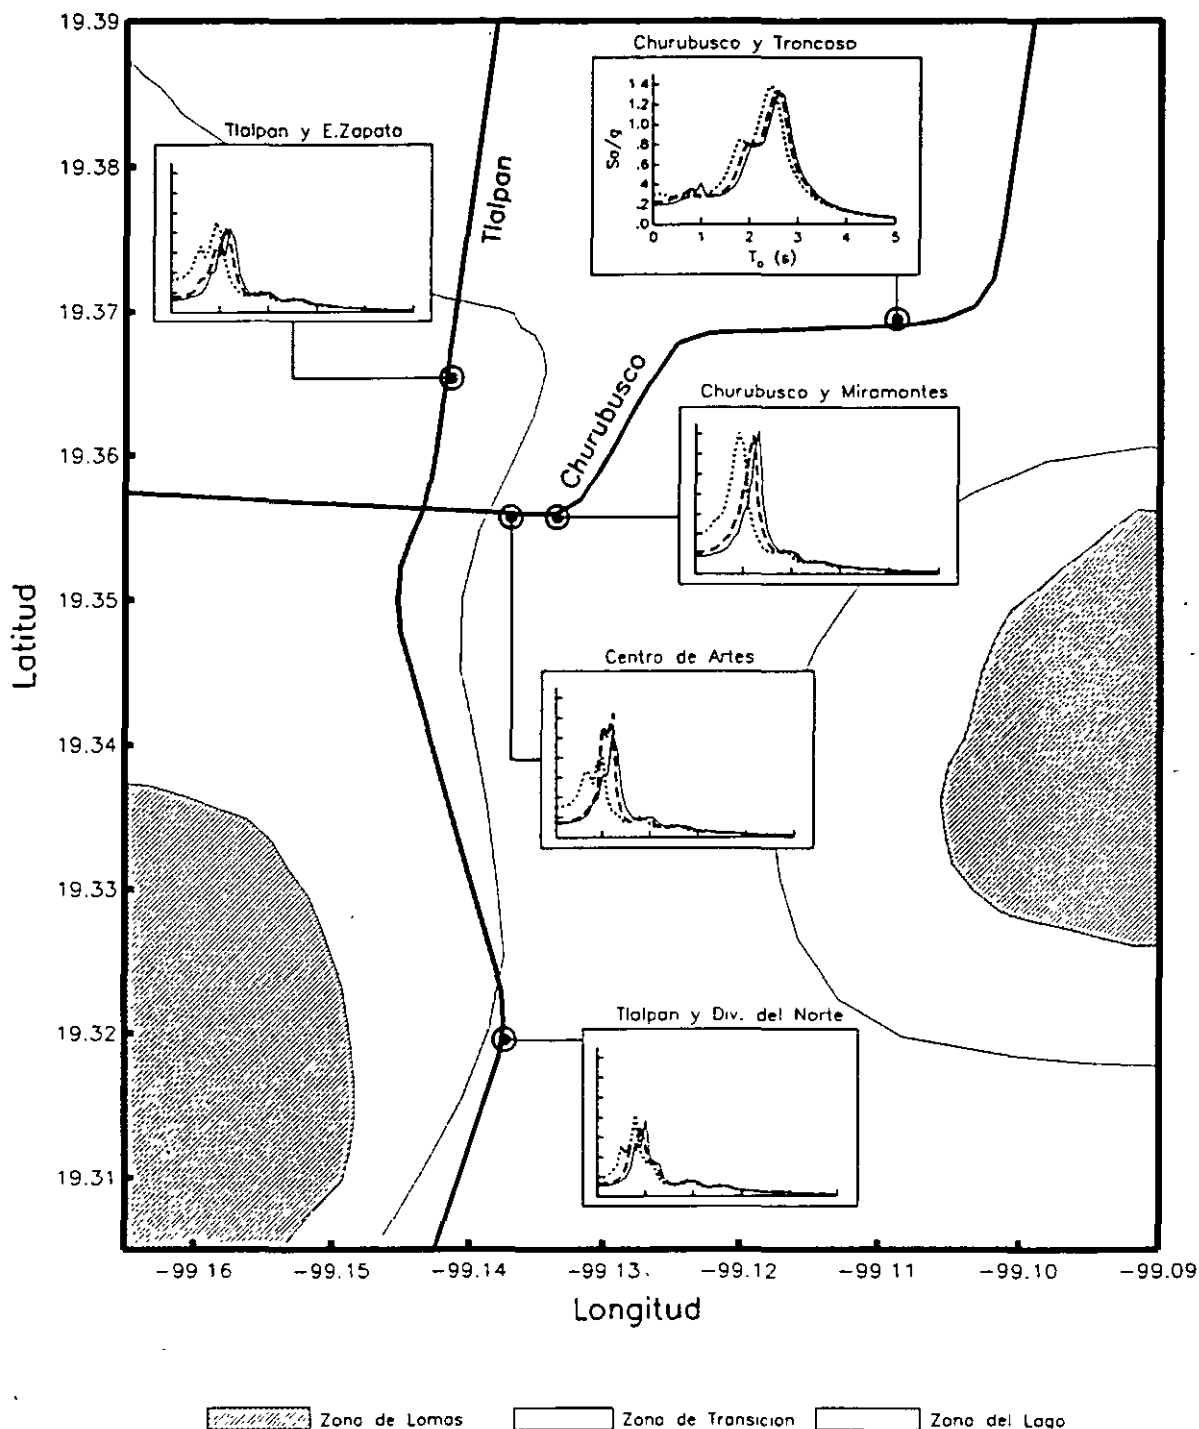 19.39
Churubusco y Troncoso
1.4
1.2
1.
.8
.6
.4
.2
.0
Sa/g
0 1 2 3 4 5
To (s)
Tlalpan y E.Zapata
19.38
Tlalpan
19.37
Churubusco
Churubusco y Miramontes
19.36
Latitud
19.35
Centro de Artes
19.34
19.33
Tlalpan y Div. del Norte
19.32
19.31
-99.16 -99.15 -99.14 -99.13 -99.12 -99.11 -99.10 -99.09
Longitud
Zona de Lomas Zona de Transicion Zona del Lago